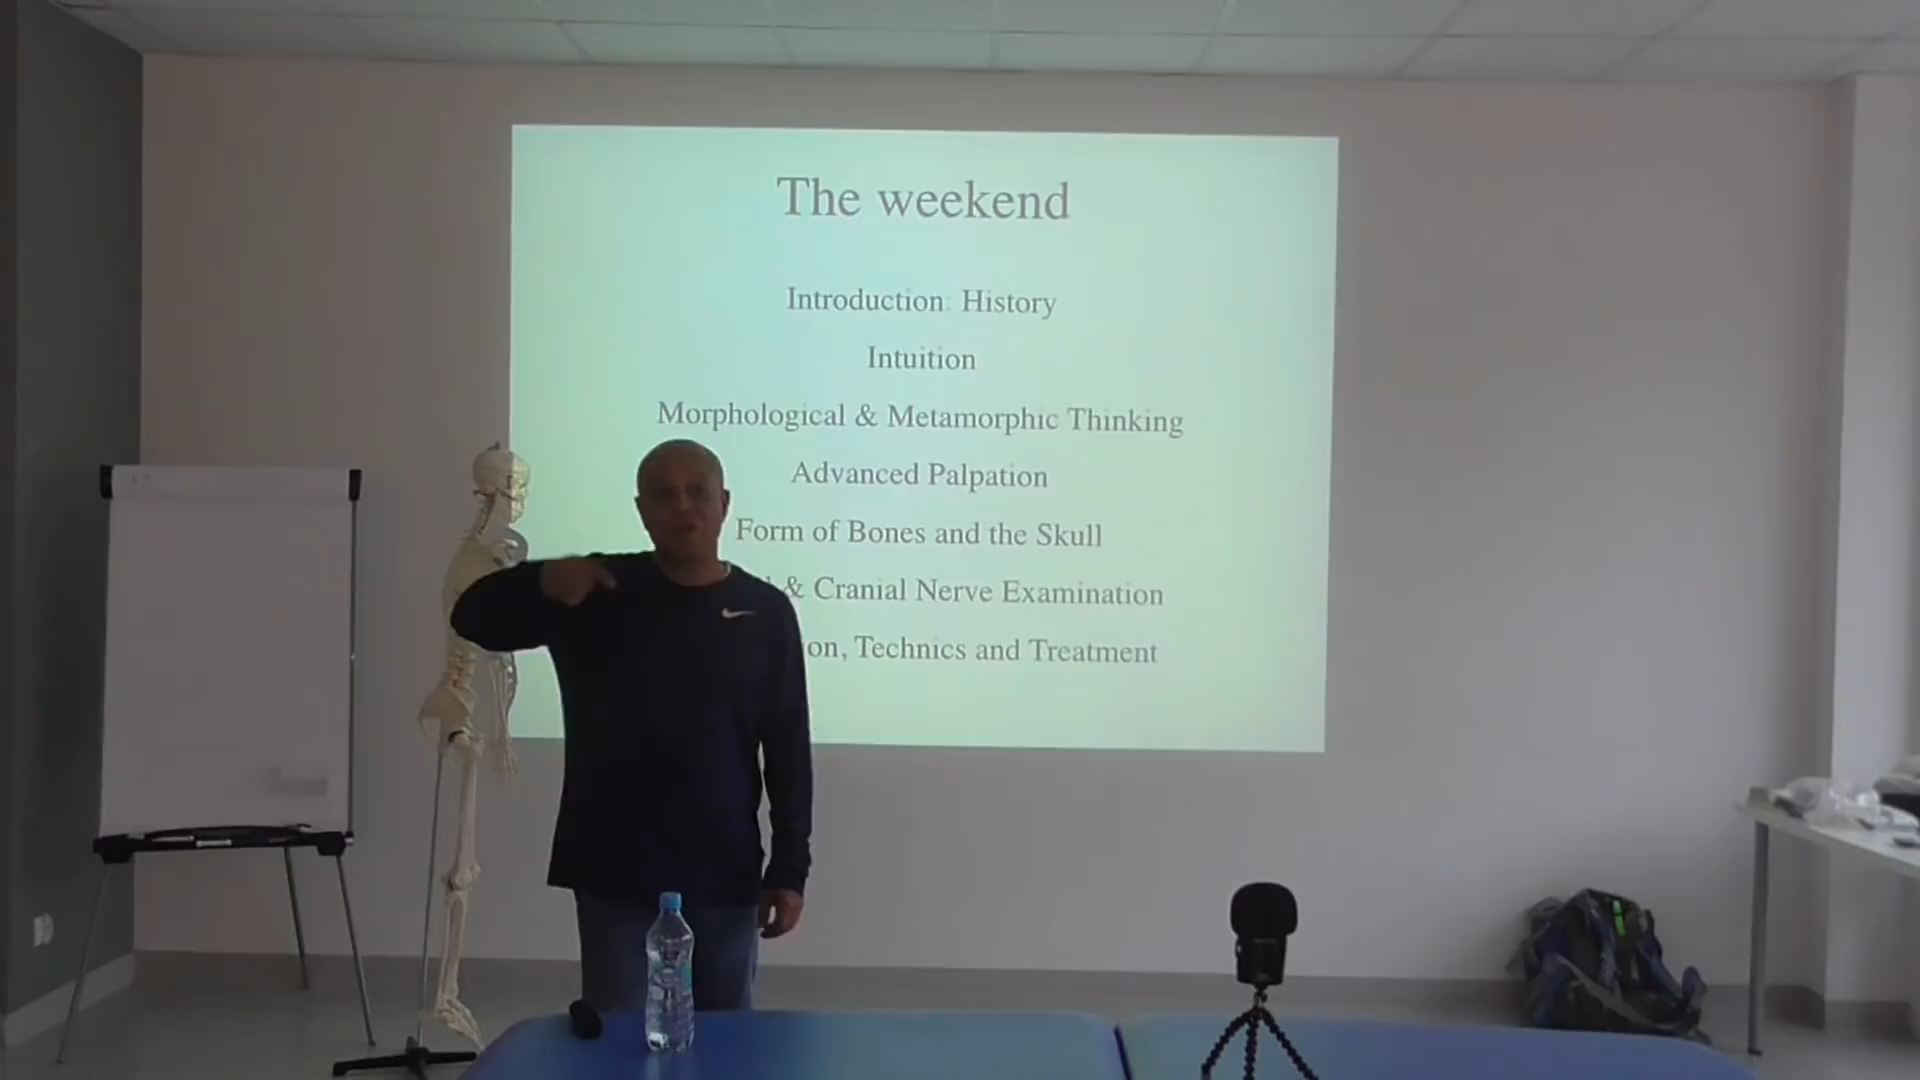 The weekend
Introduction: History
Intuition
Morphological & Metamorphic Thinking
Advanced Palpation
Form of Bones and the Skull
& Cranial Nerve Examination
Technics and Treatment